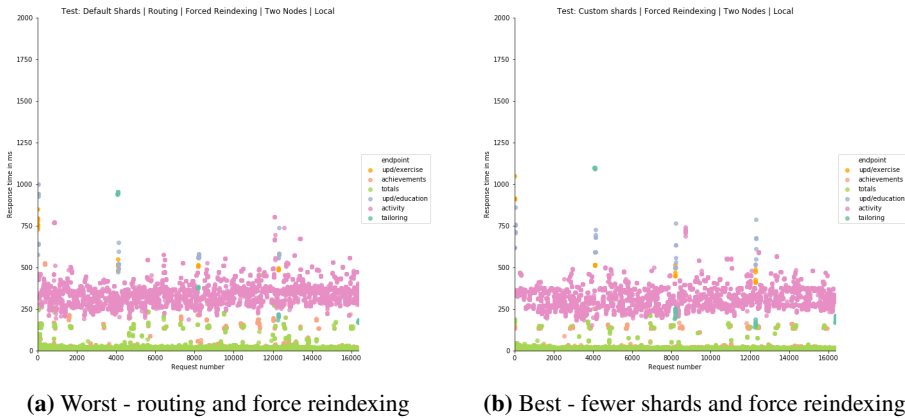 Test: Default Shards | Routing | Forced Reindexing | Two Nodes | Local
2000
1750
1500
1250
1000
750
500
250
0
Response time in ms
0 2000 4000 6000 8000 10000 12000 14000 16000
Request number
endpoint
upd/exercise
achievements
totals
upd/education
activity
tailoring
(a) Worst - routing and force reindexing
Test: Custom shards | Forced Reindexing | Two Nodes | Local
2000
1750
1500
1250
1000
750
500
250
0
Response time in ms
0 2000 4000 6000 8000 10000 12000 14000 16000
Request number
endpoint
upd/exercise
achievements
totals
upd/education
activity
tailoring
(b) Best - fewer shards and force reindexing